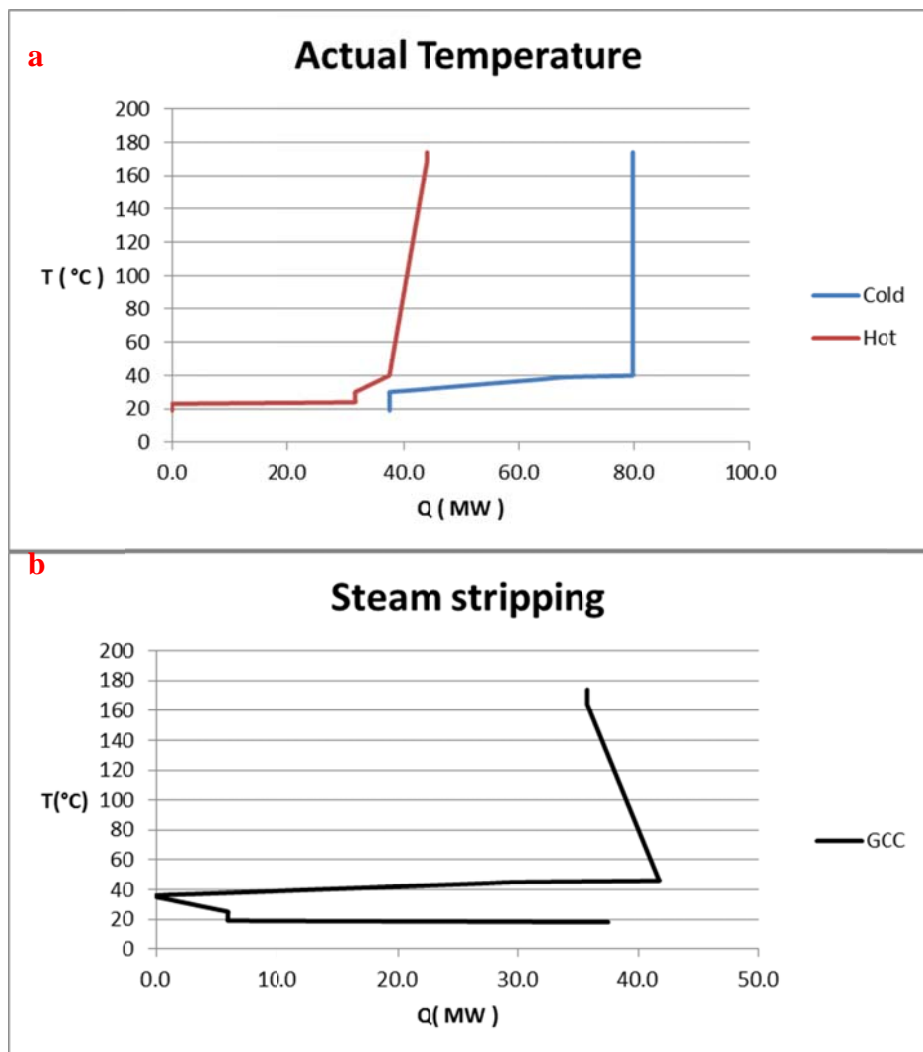 a
Actual Temperature
200
180
160
140
120
T ( °C )
100
80
60
40
20
0
0.0 20.0 40.0 60.0 80.0 100.0
Q ( MW )
Cold
Hot
b
Steam stripping
200
180
160
140
120
T(°C)
100
80
60
40
20
0
0.0 10.0 20.0 30.0 40.0 50.0
Q( MW )
GCC